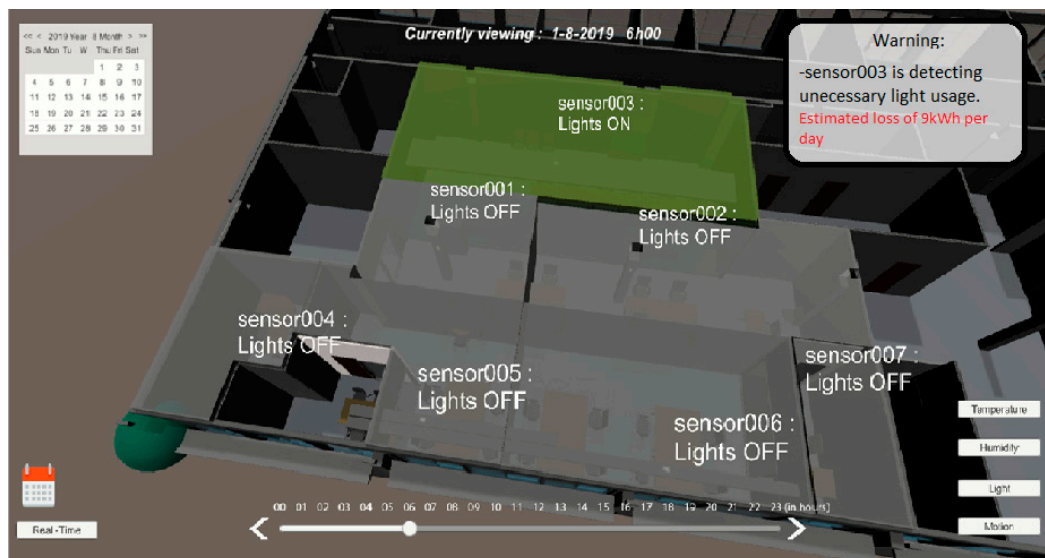 << < 2019 Year 8 Month > >>
Sun Mon Tu W Thu Fri Sat
1 2 3
4 5 6 7 8 9 10
11 12 13 14 15 16 17
18 19 20 21 22 23 24
25 26 27 28 29 30 31
Currently viewing : 1-8-2019 6h00
Warning:
-sensor003 is detecting
unecessary light usage.
Estimated loss of 9kWh per
day
sensor003 :
Lights ON
sensor001 :
Lights OFF
sensor002 :
Lights OFF
sensor004 :
Lights OFF
sensor005 :
Lights OFF
sensor007 :
Lights OFF
sensor006 :
Lights OFF
Temperature
Humidity
Light
Motion
00 01 02 03 04 05 06 07 08 09 10 11 12 13 14 15 16 17 18 19 20 21 22 23 (in hours)
Real-Time